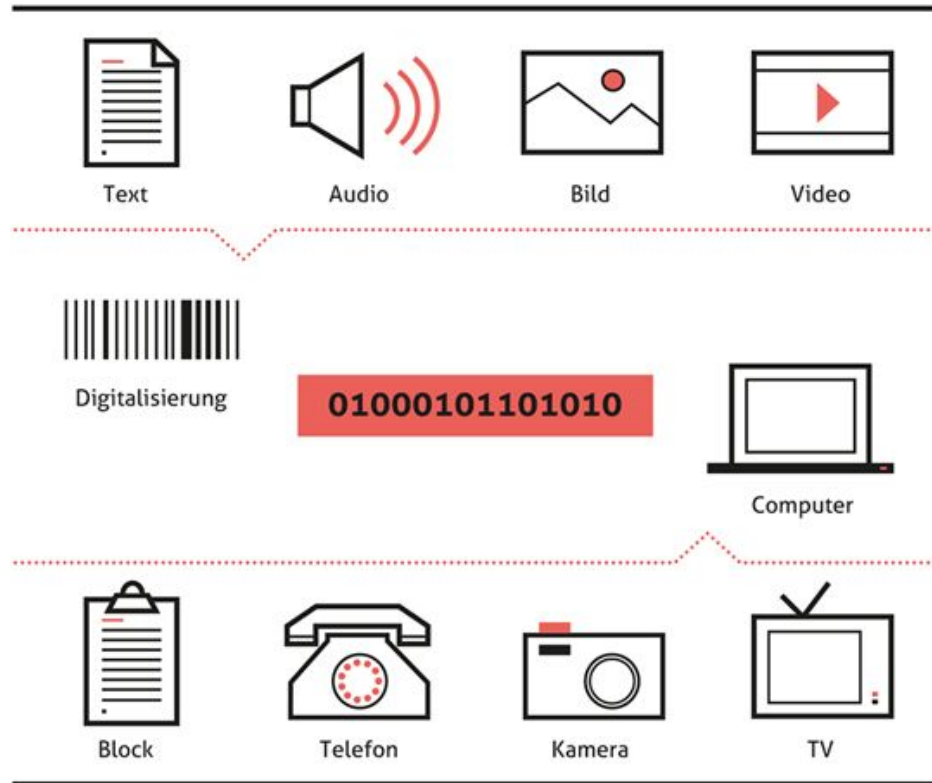 Text
Audio
Bild
Video
Digitalisierung
01000101101010
Computer
Block
Telefon
Kamera
TV